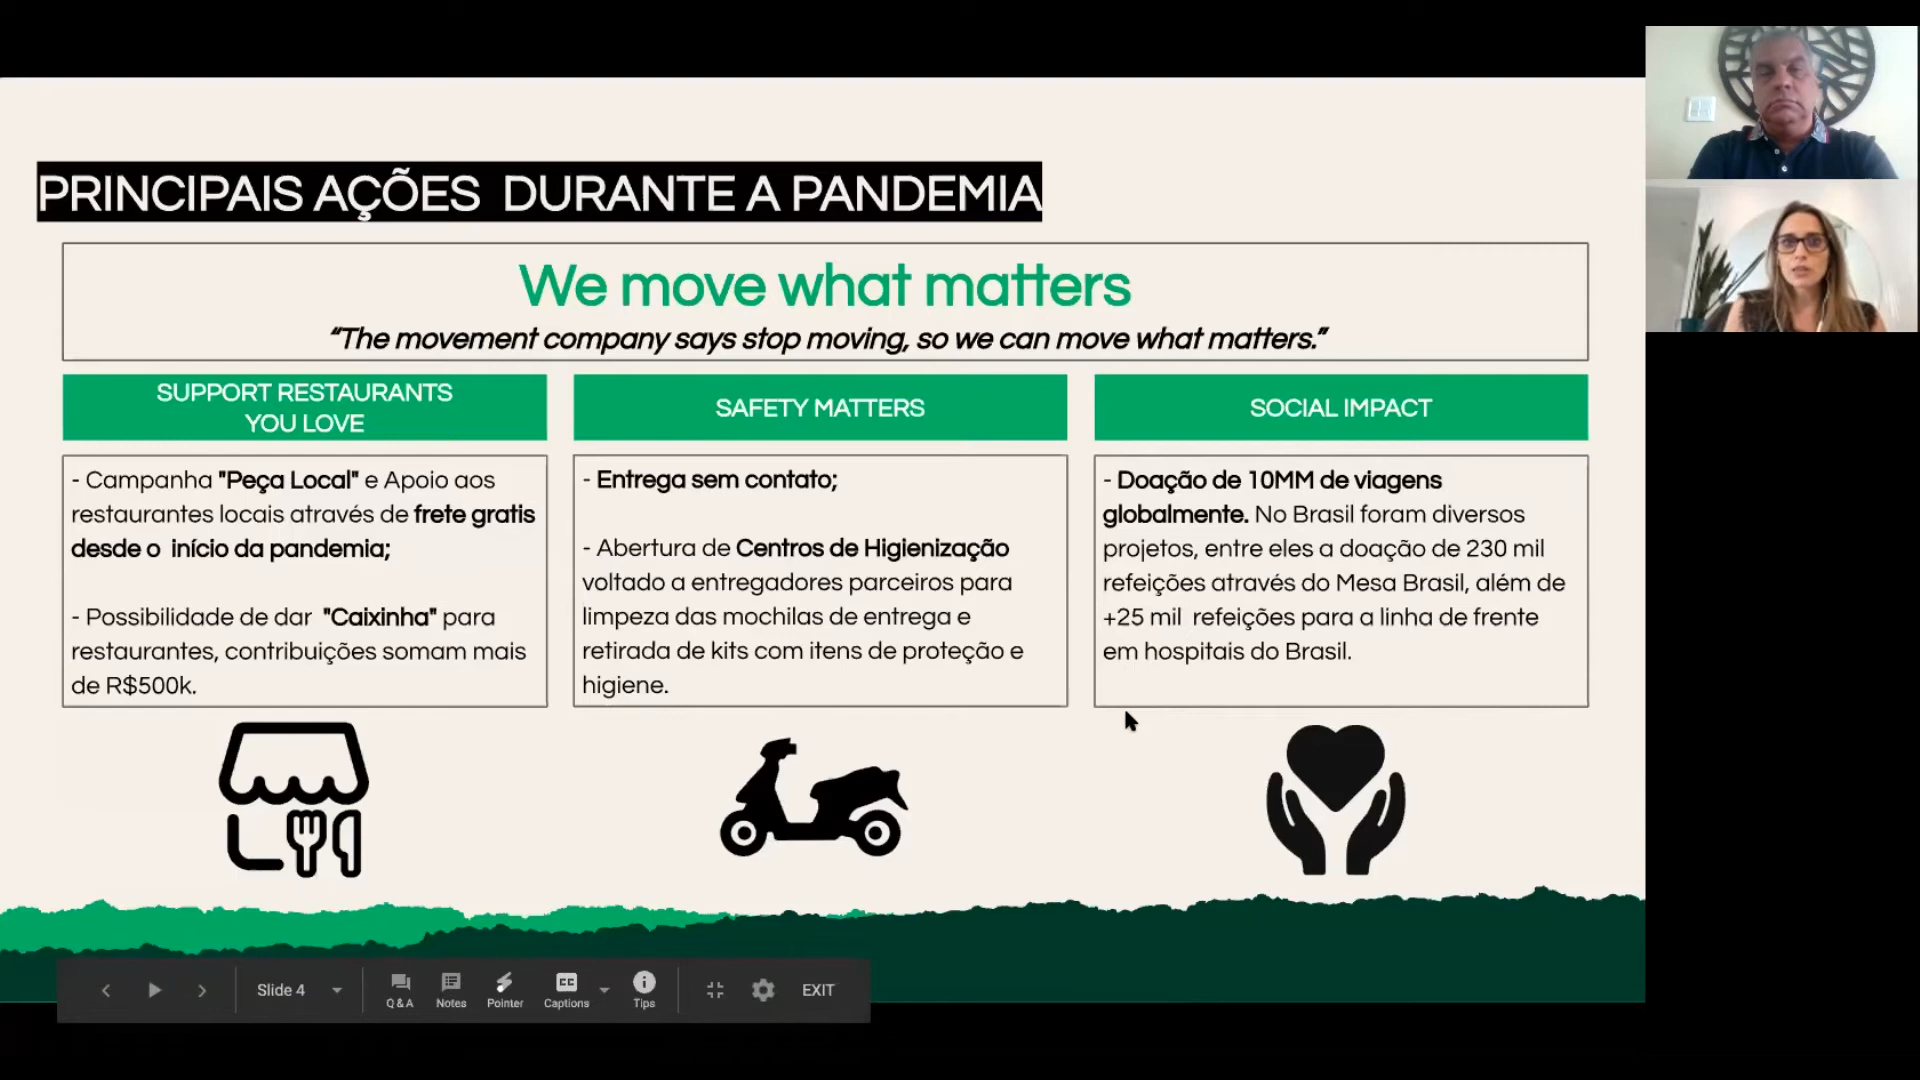 PRINCIPAIS AÇÕES  DURANTE A PANDEMIA
We move what matters
“The movement company says stop moving, so we can move what matters.”
SUPPORT RESTAURANTS
YOU LOVE
- Campanha "Peça Local" e Apoio aos
restaurantes locais através de frete gratis
desde o  início da pandemia;
- Possibilidade de dar  "Caixinha" para
restaurantes, contribuições somam mais
de R$500k.
SAFETY MATTERS
- Entrega sem contato;
- Abertura de Centros de Higienização
voltado a entregadores parceiros para
limpeza das mochilas de entrega e
retirada de kits com itens de proteção e
higiene.
SOCIAL IMPACT
- Doação de 10MM de viagens
globalmente. No Brasil foram diversos
projetos, entre eles a doação de 230 mil
refeições através do Mesa Brasil, além de
+25 mil  refeições para a linha de frente
em hospitais do Brasil.
Slide 4
Q & A
Notes
Pointer
CC
Captions
Tips
EXIT